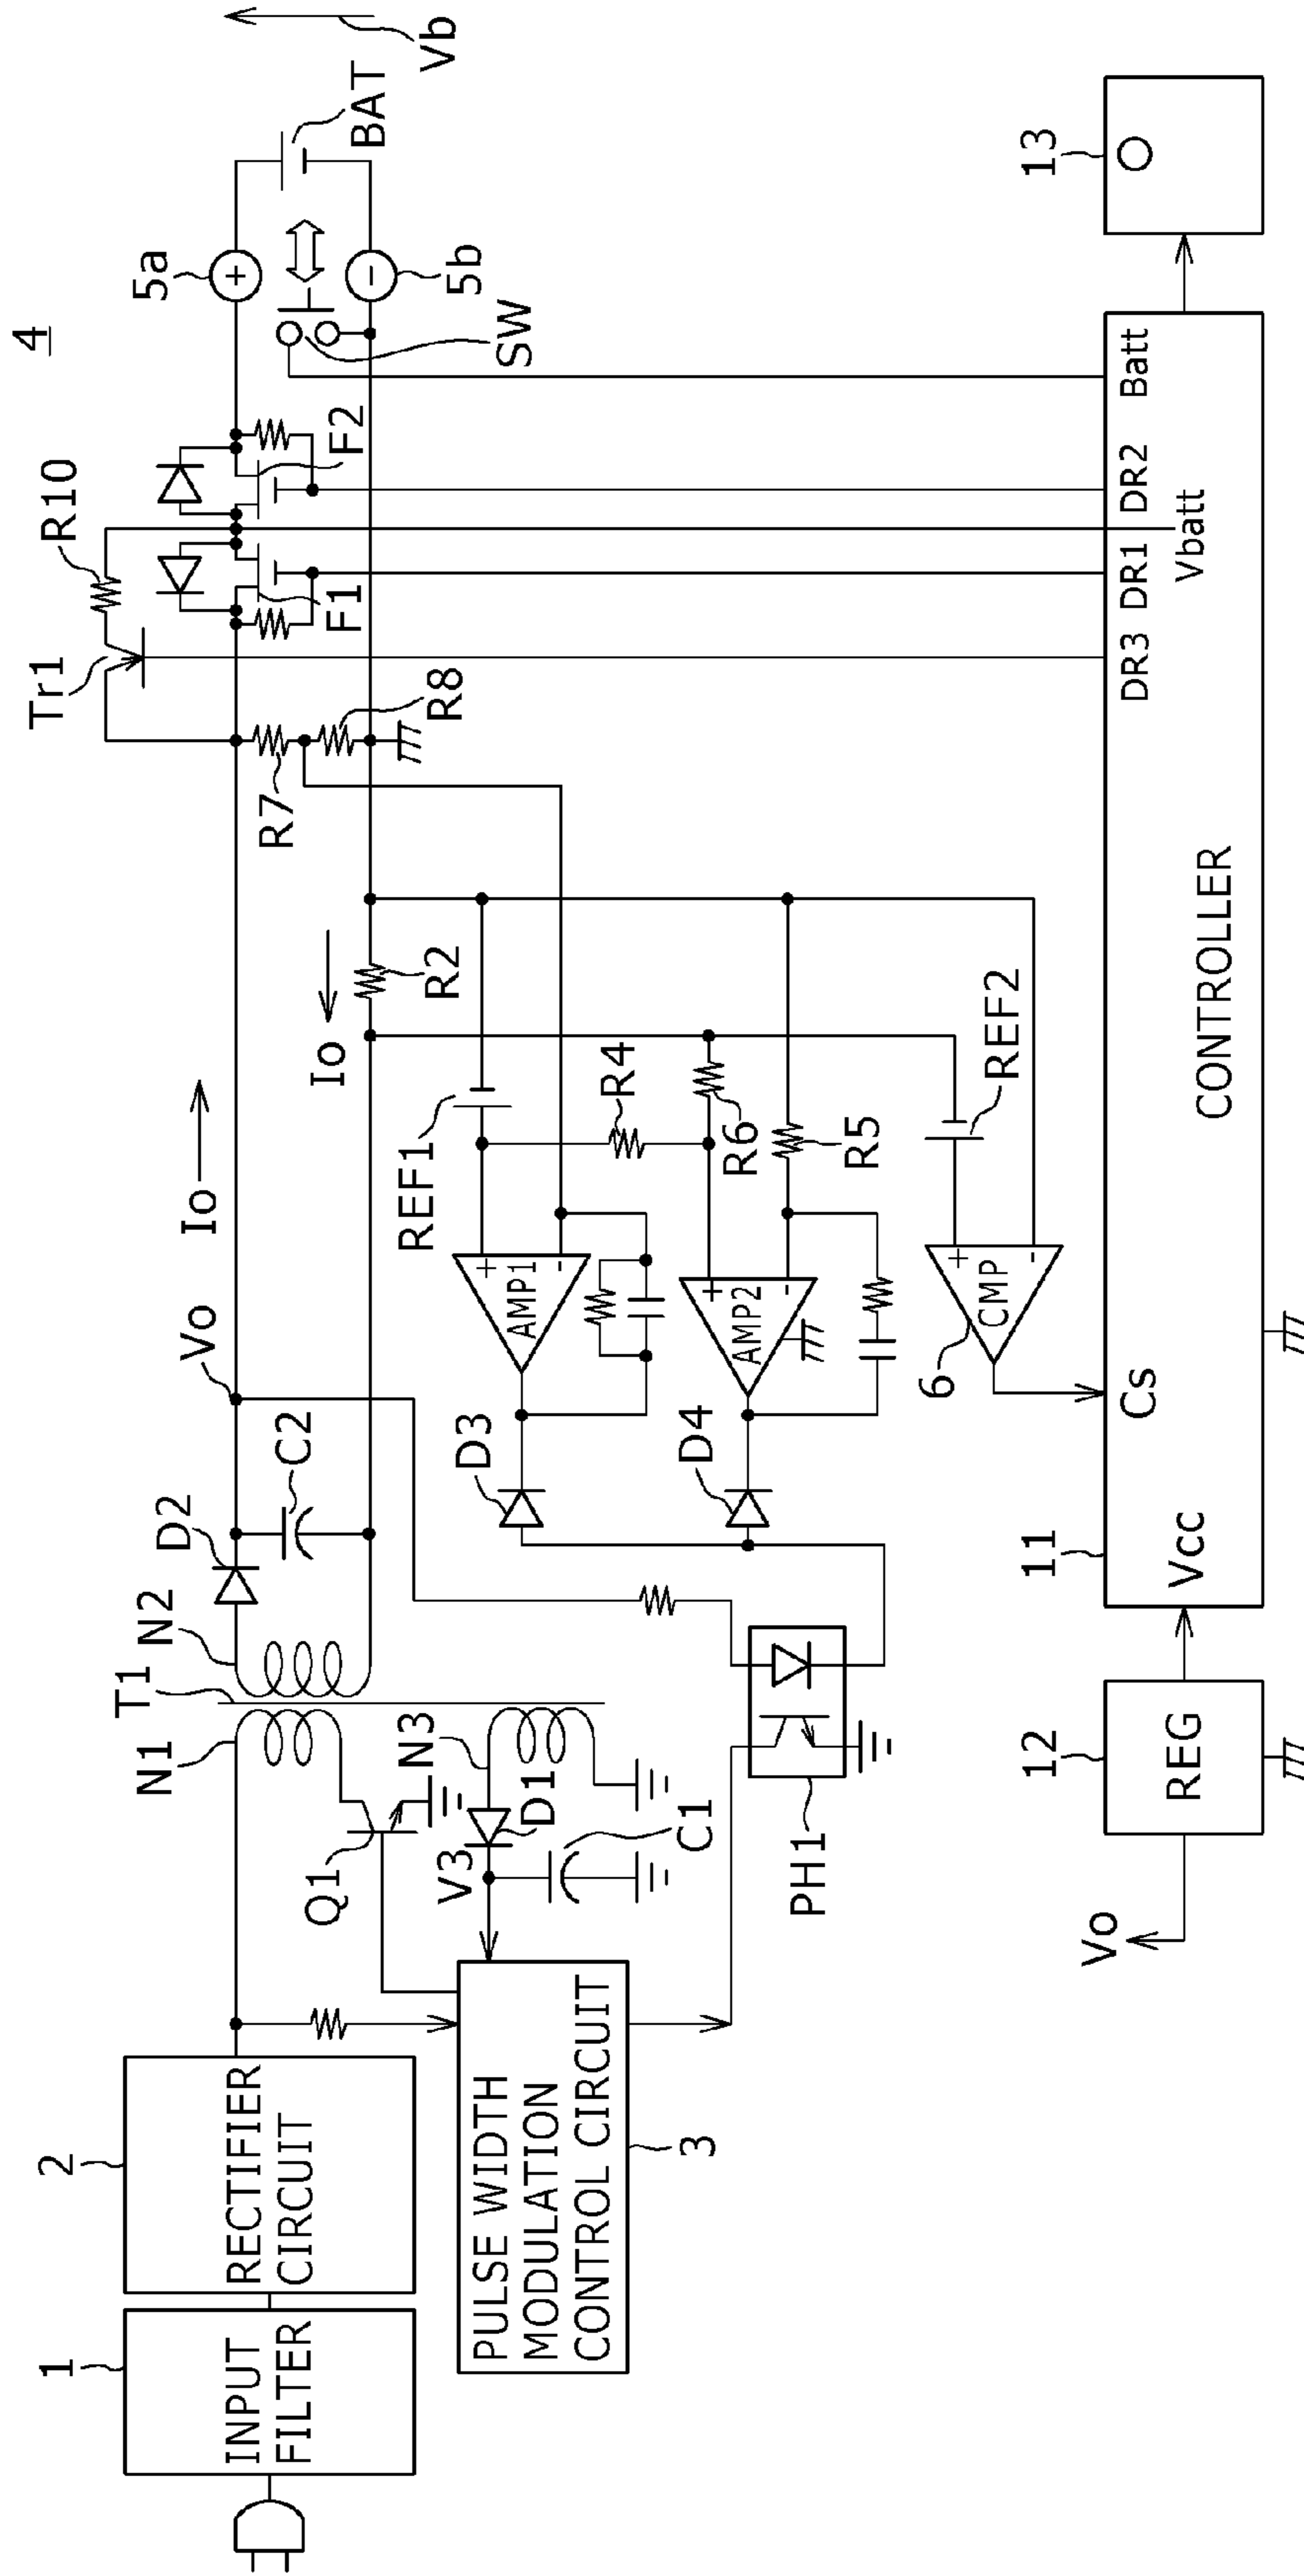 4
1
INPUT
FILTER
2
RECTIFIER
CIRCUIT
PULSE WIDTH
MODULATION
CONTROL CIRCUIT
3
N1
T1
N2
D2
C2
Q1
N3
V3
D1
C1
PH1
Vo
Io
Io
R2
D3
D4
REF1
R4
R6
R5
REF2
+
-
AMP1
+
-
AMP2
+
-
CMP
6
R7
R8
Tr1
R10
F1
F2
5a
+
5b
-
SW
BAT
Vb
Vo
12
REG
11
Vcc
Cs
CONTROLLER
DR3
DR1
Vbatt
DR2
Batt
13